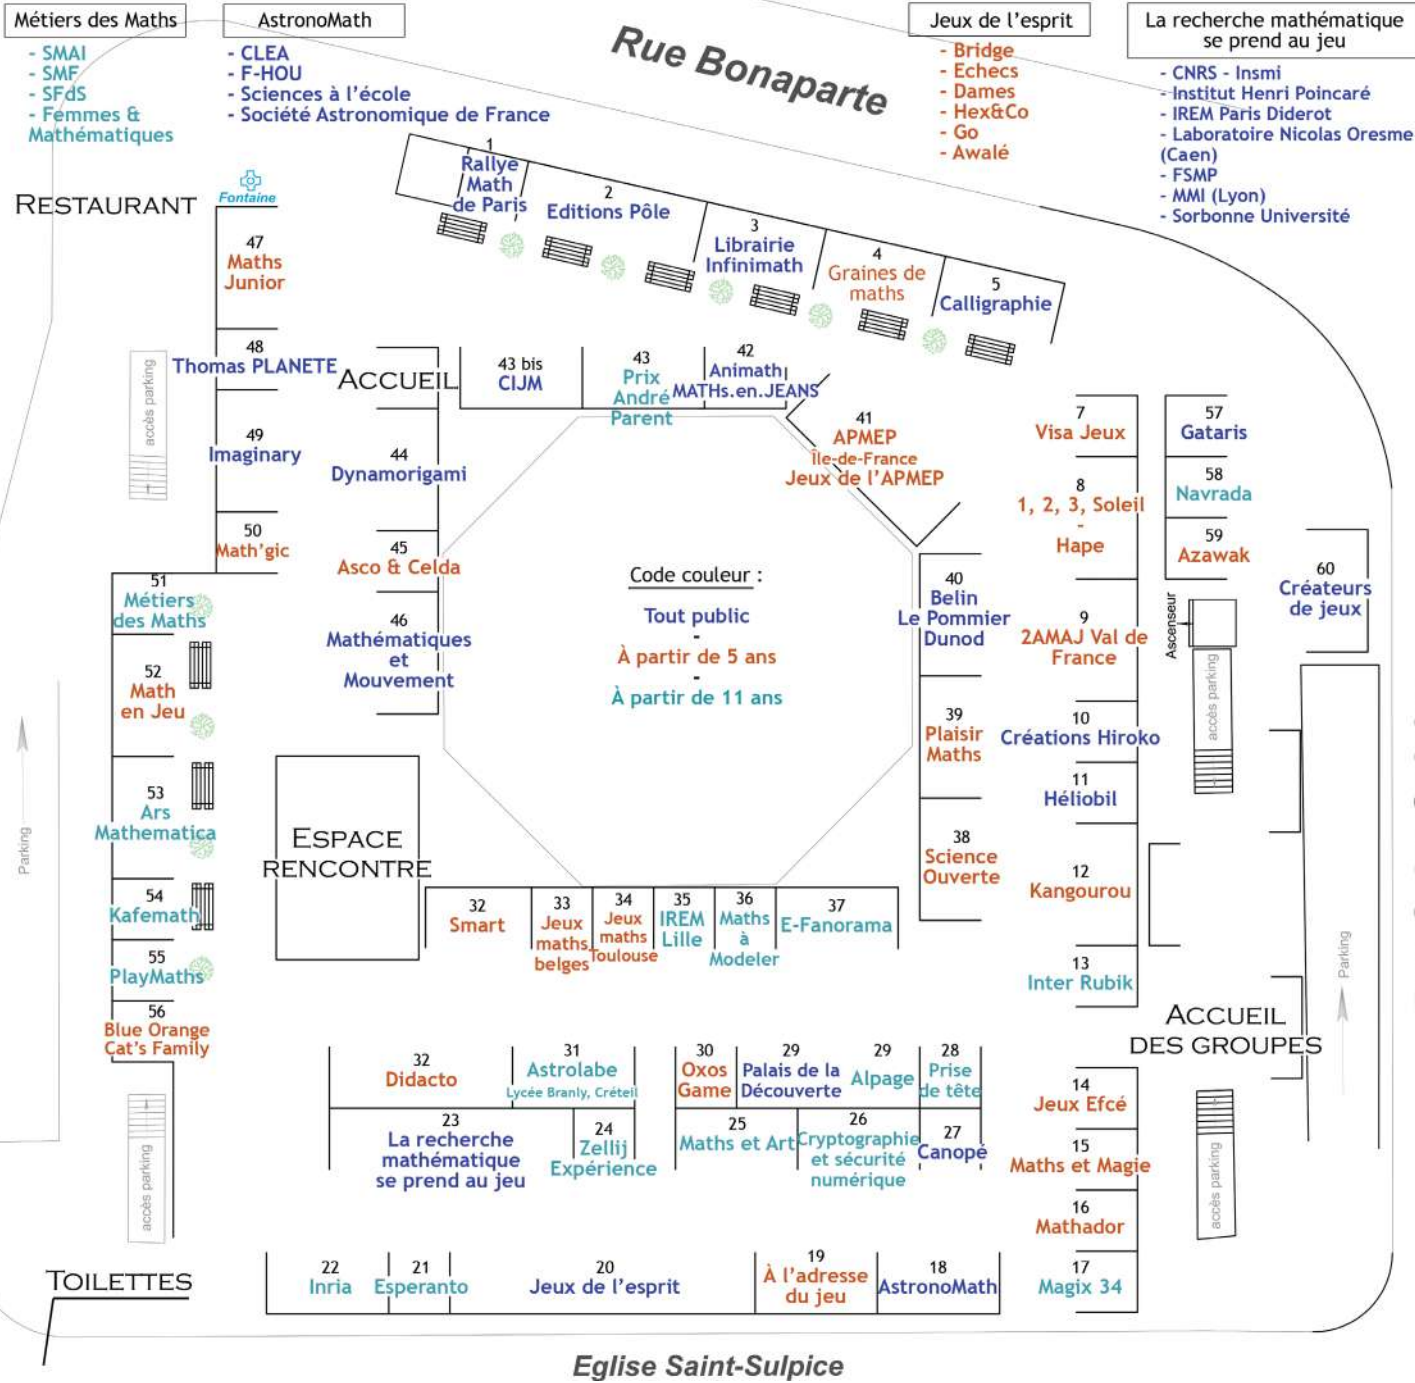 Métiers des Maths
- SMAI
- SMF
- SFdS
- Femmes &
Mathématiques
AstronoMath
- CLEA
- F-HOU
- Sciences à l'école
- Société Astronomique de France
Rue Bonaparte
Jeux de l'esprit
- Bridge
- Echecs
- Dames
- Hex&Co
- Go
- Awalé
La recherche mathématique
se prend au jeu
- CNRS - Insmi
- Institut Henri Poincaré
- IREM Paris Diderot
- Laboratoire Nicolas Oresme
(Caen)
- FSMP
- MMI (Lyon)
- Sorbonne Université
RESTAURANT
Fontaine
1
Rallye
Math
de Paris
2
Editions Pôle
3
Librairie
Infinimath
4
Graines de
maths
5
Calligraphie
47
Maths
Junior
48
Thomas PLANETE
49
Imaginary
50
Math'gic
accès parking
ACCUEIL
43 bis
CIJM
43
Prix
André
Parent
42
Animath
MATHs.en.JEANS
41
APMEP
Île-de-France
Jeux de l'APMEP
44
Dynamorigami
45
Asco & Celda
46
Mathématiques
et
Mouvement
Code couleur :
Tout public
-
À partir de 5 ans
-
À partir de 11 ans
40
Belin
Le Pommier
Dunod
39
Plaisir
Maths
38
Science
Ouverte
7
Visa Jeux
8
1, 2, 3, Soleil
-
Hape
9
2AMAJ Val de
France
10
Créations Hiroko
11
Héliobil
12
Kangourou
13
Inter Rubik
57
Gataris
58
Navrada
59
Azawak
60
Créateurs
de jeux
Ascenseur
accès parking
51
Métiers
des Maths
52
Math
en Jeu
53
Ars
Mathematica
54
Kafemath
55
PlayMaths
56
Blue Orange
Cat's Family
Parking
ESPACE
RENCONTRE
32
Smart
33
Jeux
maths
belges
34
Jeux
maths
Toulouse
35
IREM
Lille
36
Maths
à
Modeler
37
E-Fanorama
Parking
ACCUEIL
DES GROUPES
32
Didacto
31
Astrolabe
Lycée Branly, Créteil
30
Oxos
Game
29
Palais de la
Découverte
29
Alpage
28
Prise
de tête
23
La recherche
mathématique
se prend au jeu
24
Zellij
Expérience
25
Maths et Art
26
Cryptographie
et sécurité
numérique
27
Canopé
14
Jeux Efcé
15
Maths et Magie
16
Mathador
17
Magix 34
accès parking
accès parking
TOILETTES
22
Inria
21
Esperanto
20
Jeux de l'esprit
19
À l'adresse
du jeu
18
AstronoMath
Eglise Saint-Sulpice